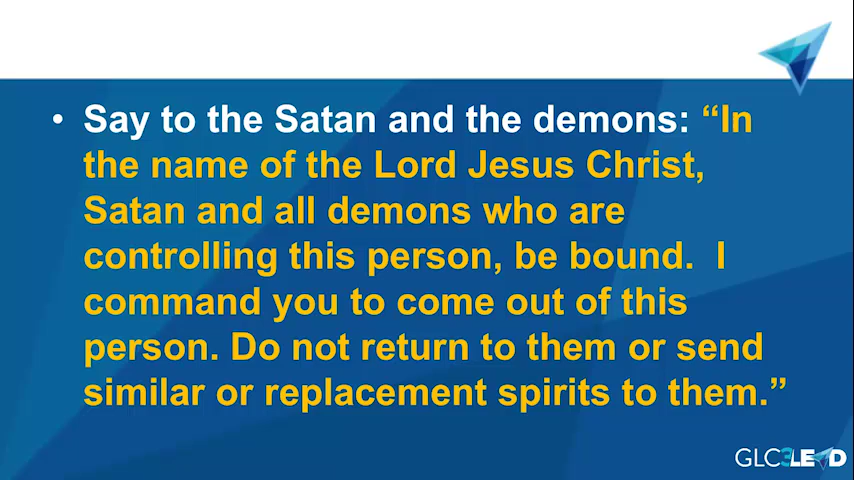 • Say to the Satan and the demons: “In
the name of the Lord Jesus Christ,
Satan and all demons who are
controlling this person, be bound.  I
command you to come out of this
person. Do not return to them or send
similar or replacement spirits to them.”
GLC3LEAD